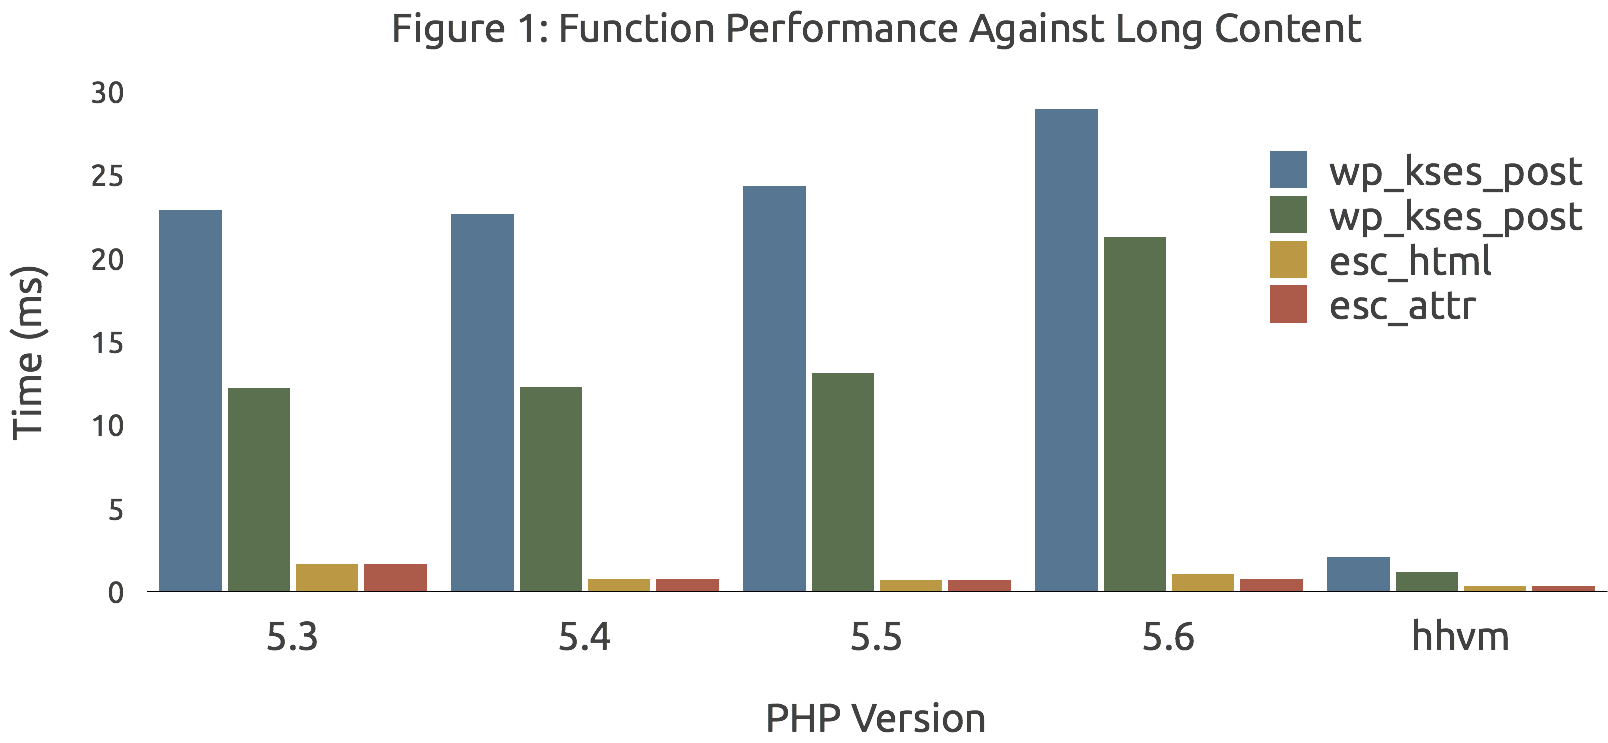 Figure 1: Function Performance Against Long Content
30
25
20
15
10
5
0
Time (ms)
wp_kses_post
wp_kses_post
esc_html
esc_attr
5.3 5.4 5.5 5.6 hhvm
PHP Version